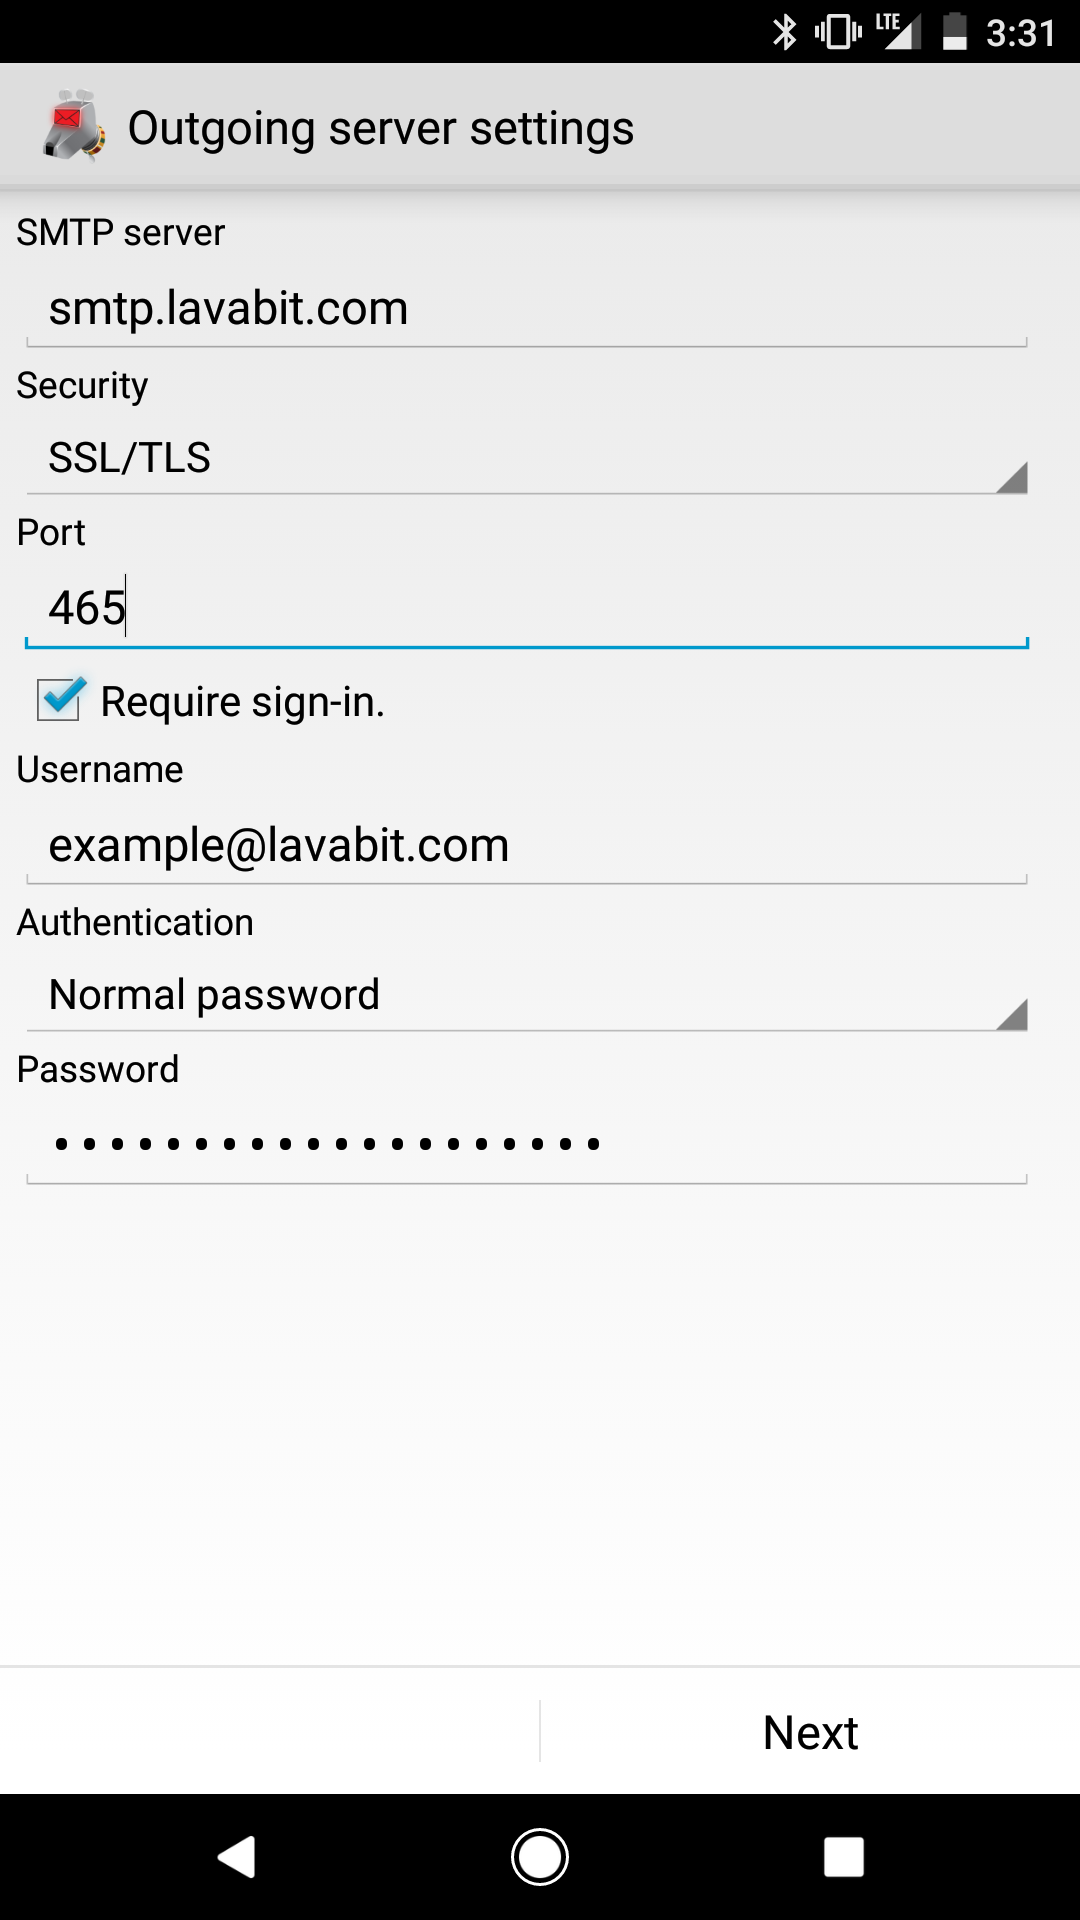 LTE 3:31
Outgoing server settings
SMTP server
smtp.lavabit.com
Security
SSL/TLS
Port
465
Require sign-in.
Username
example@lavabit.com
Authentication
Normal password
Password
••••••••••••••••••••
Next